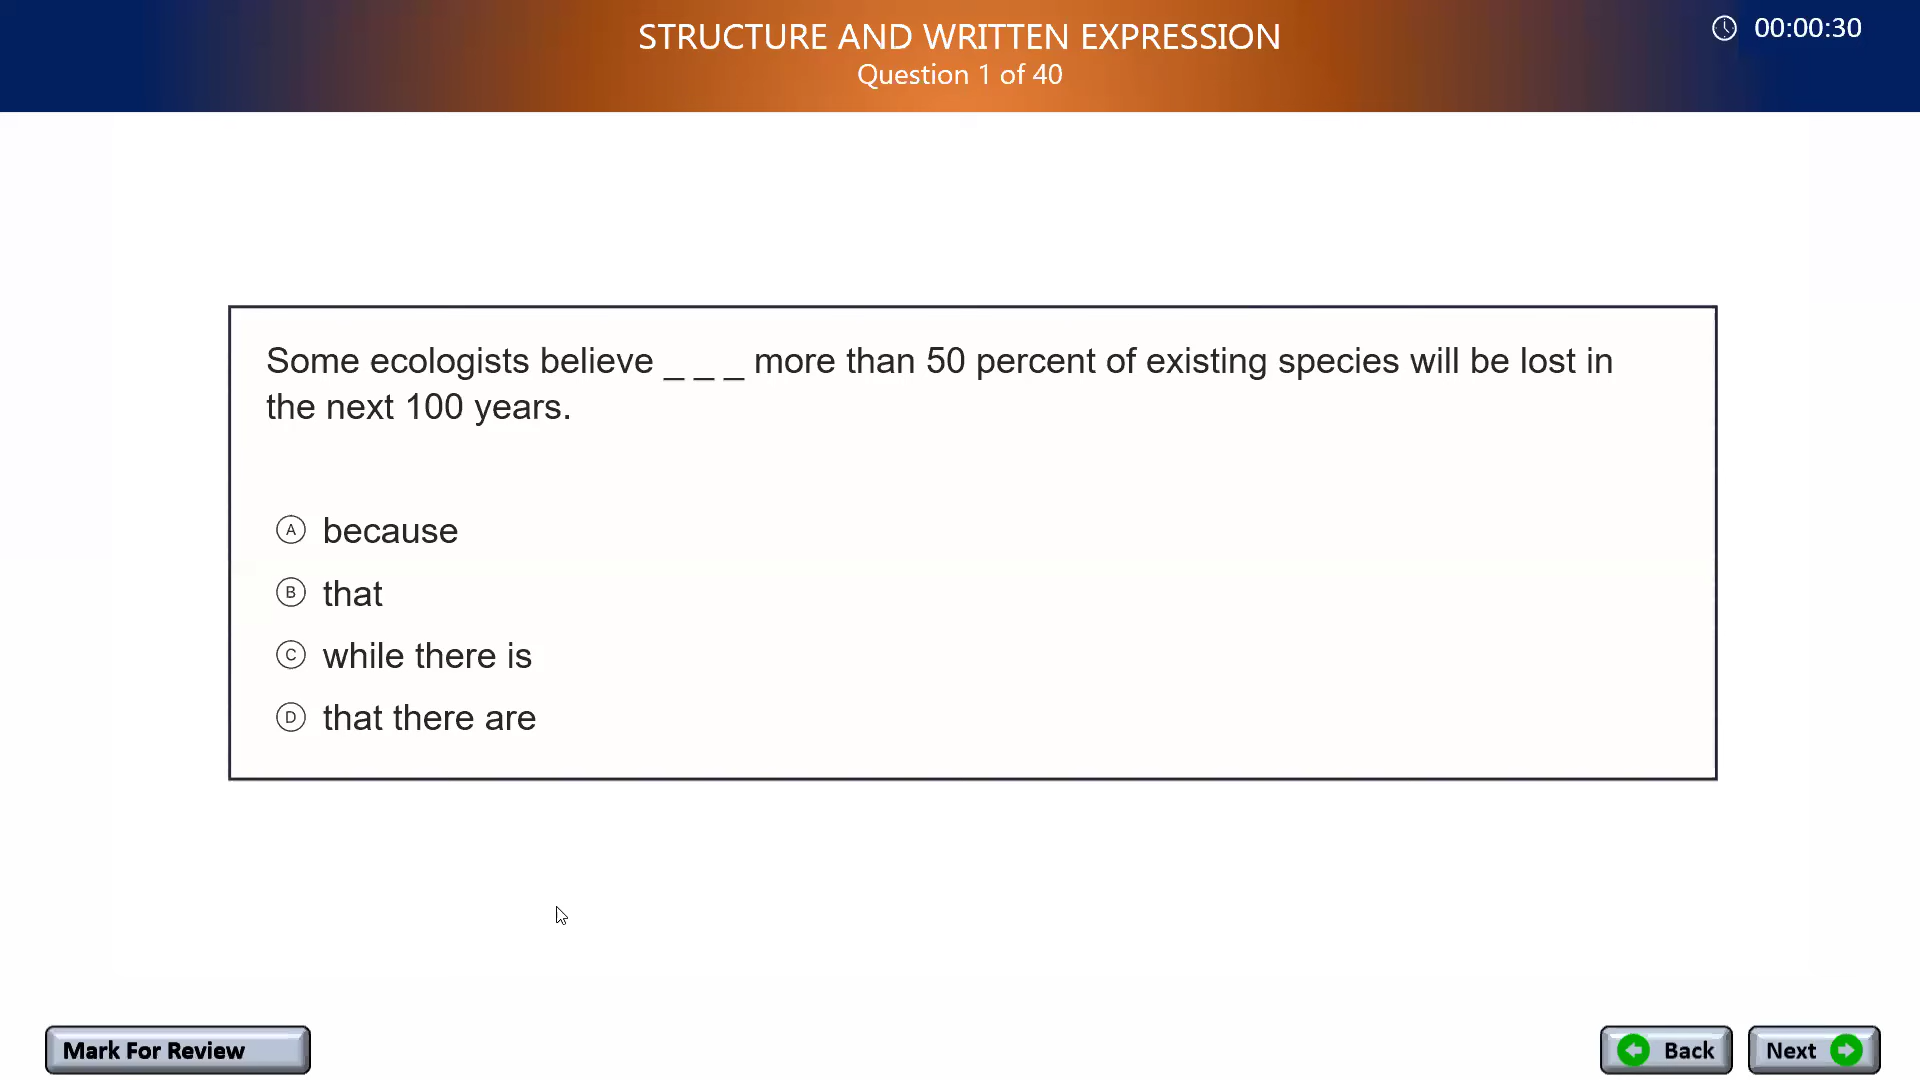 STRUCTURE AND WRITTEN EXPRESSION
00:00:30
Question 1 of 40
Some ecologists believe _ _ _ more than 50 percent of existing species will be lost in
the next 100 years.
A because
B that
C while there is
D that there are
Mark For Review
Back
Next